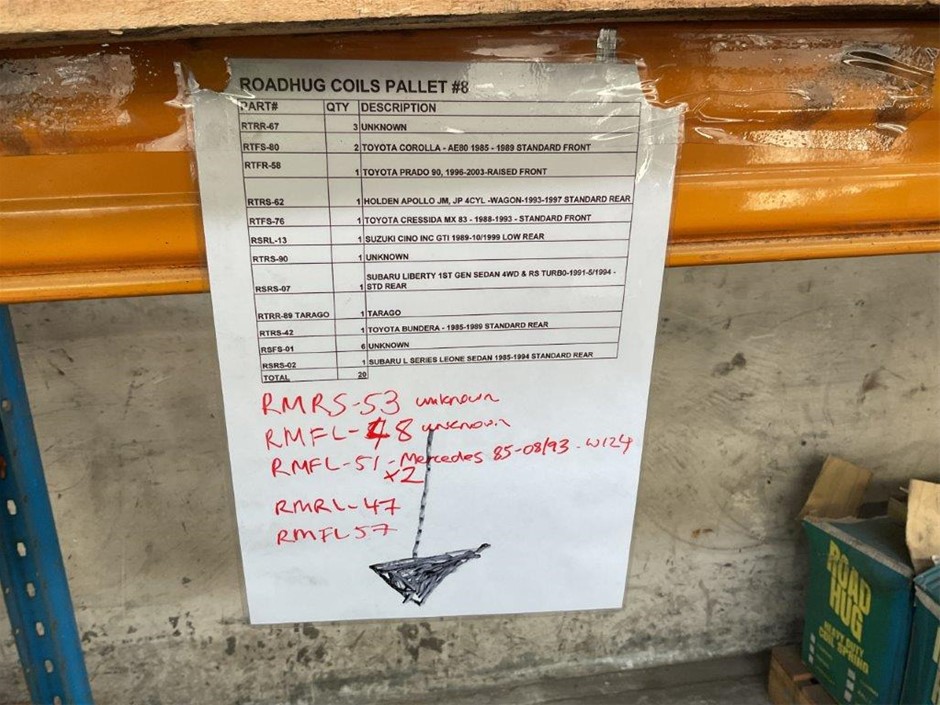 ROADHUG COILS PALLET #8
PART# QTY DESCRIPTION
RTRR-67 3 UNKNOWN
RTFS-80 2 TOYOTA COROLLA - AE80 1985 - 1989 STANDARD FRONT
RTFR-58 1 TOYOTA PRADO 90, 1996-2003-RAISED FRONT
RTRS-62 1 HOLDEN APOLLO JM, JP 4CYL -WAGON-1993-1997 STANDARD REAR
RTFS-76 1 TOYOTA CRESSIDA MX 83 - 1988-1993 - STANDARD FRONT
RSRL-13 1 SUZUKI CINO INC GTI 1989-10/1999 LOW REAR
RTRS-90 1 UNKNOWN
SUBARU LIBERTY 1ST GEN SEDAN 4WD & RS TURB0-1991-5/1994 -
RSRS-07 1 STD REAR
RTRR-89 TARAGO 1 TARAGO
RTRS-42 1 TOYOTA BUNDERA - 1985-1989 STANDARD REAR
RSFS-01 6 UNKNOWN
RSRS-02 1 SUBARU L SERIES LEONE SEDAN 1985-1994 STANDARD REAR
TOTAL 20
RMRS-53 unknown
RMFL-48 unknown
RMFL-51 - Mercedes 85-08/93 - W124
x2
RMRL-47
RMFL57
ROAD
HUG
HEAVY DUTY
COIL SPRING